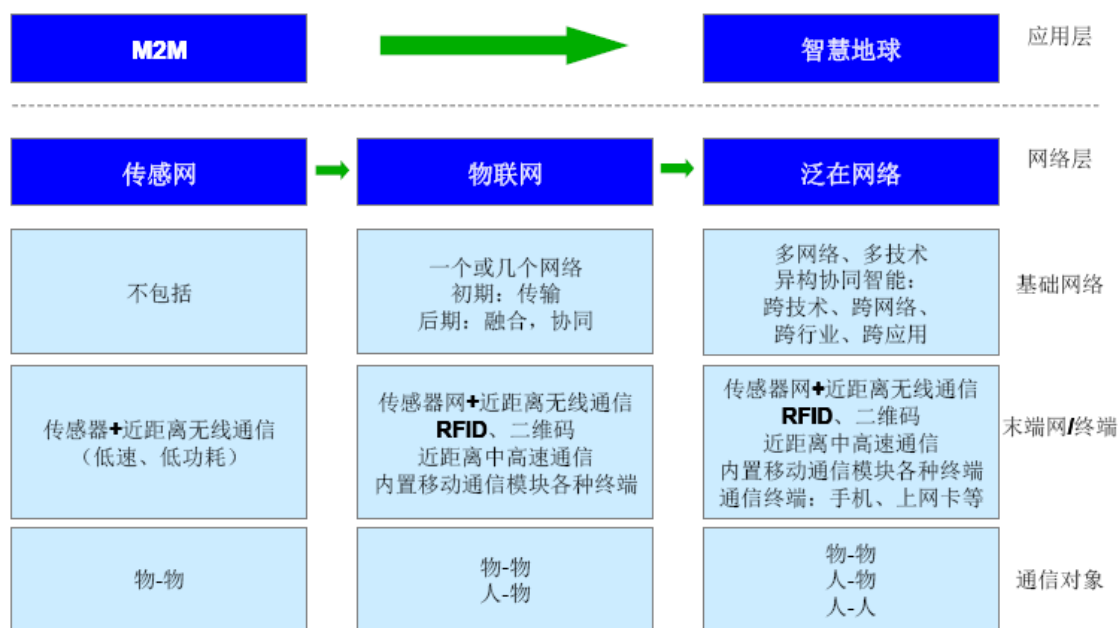 M2M
智慧地球
应用层
传感网
物联网
泛在网络
网络层
不包括
一个或几个网络
初期：传输
后期：融合，协同
多网络、多技术
异构协同智能：
跨技术、跨网络、
跨行业、跨应用
基础网络
传感器+近距离无线通信
（低速、低功耗）
传感器网+近距离无线通信
RFID、二维码
近距离中高速通信
内置移动通信模块各种终端
传感器网+近距离无线通信
RFID、二维码
近距离中高速通信
内置移动通信模块各种终端
通信终端：手机、上网卡等
末端网/终端
物-物
物-物
人-物
物-物
人-物
人-人
通信对象